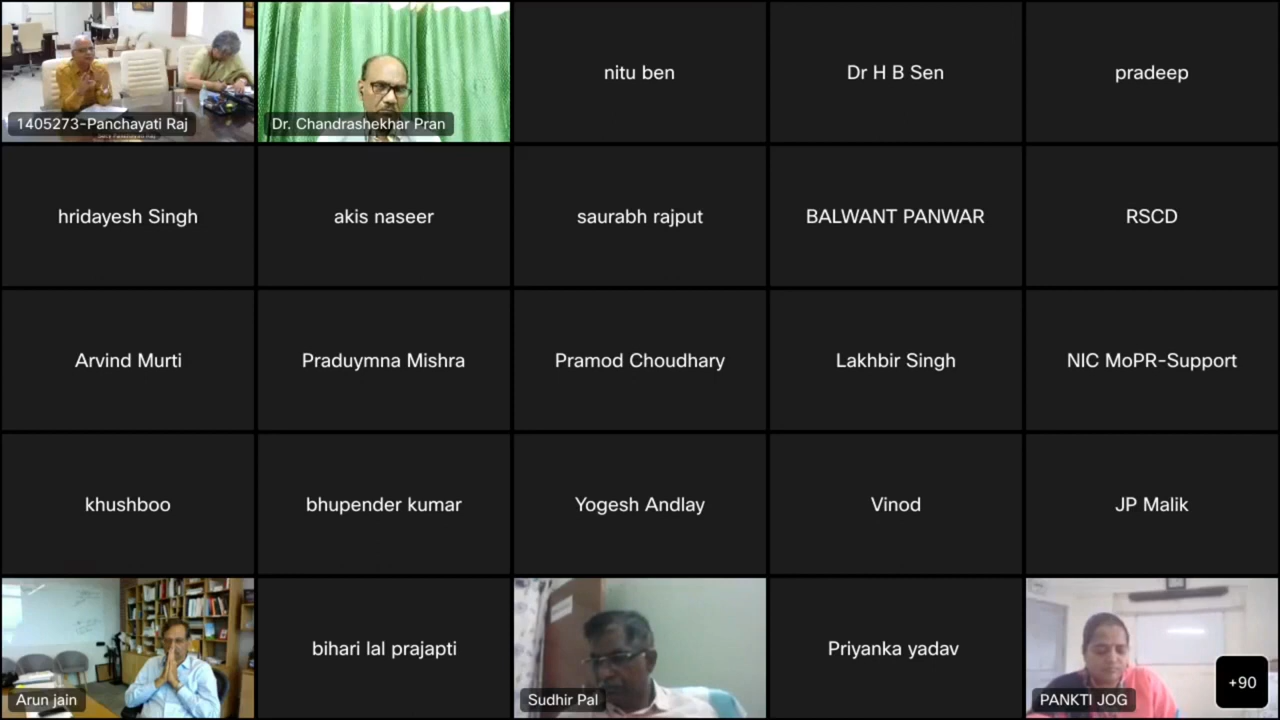 1405273-Panchayati Raj
Dr. Chandrashekhar Pran
nitu ben
Dr H B Sen
pradeep
hridayesh Singh
akis naseer
saurabh rajput
BALWANT PANWAR
RSCD
Arvind Murti
Praduymna Mishra
Pramod Choudhary
Lakhbir Singh
NIC MoPR-Support
khushboo
bhupender kumar
Yogesh Andlay
Vinod
JP Malik
Arun jain
bihari lal prajapti
Sudhir Pal
Priyanka yadav
PANKTI JOG
+90